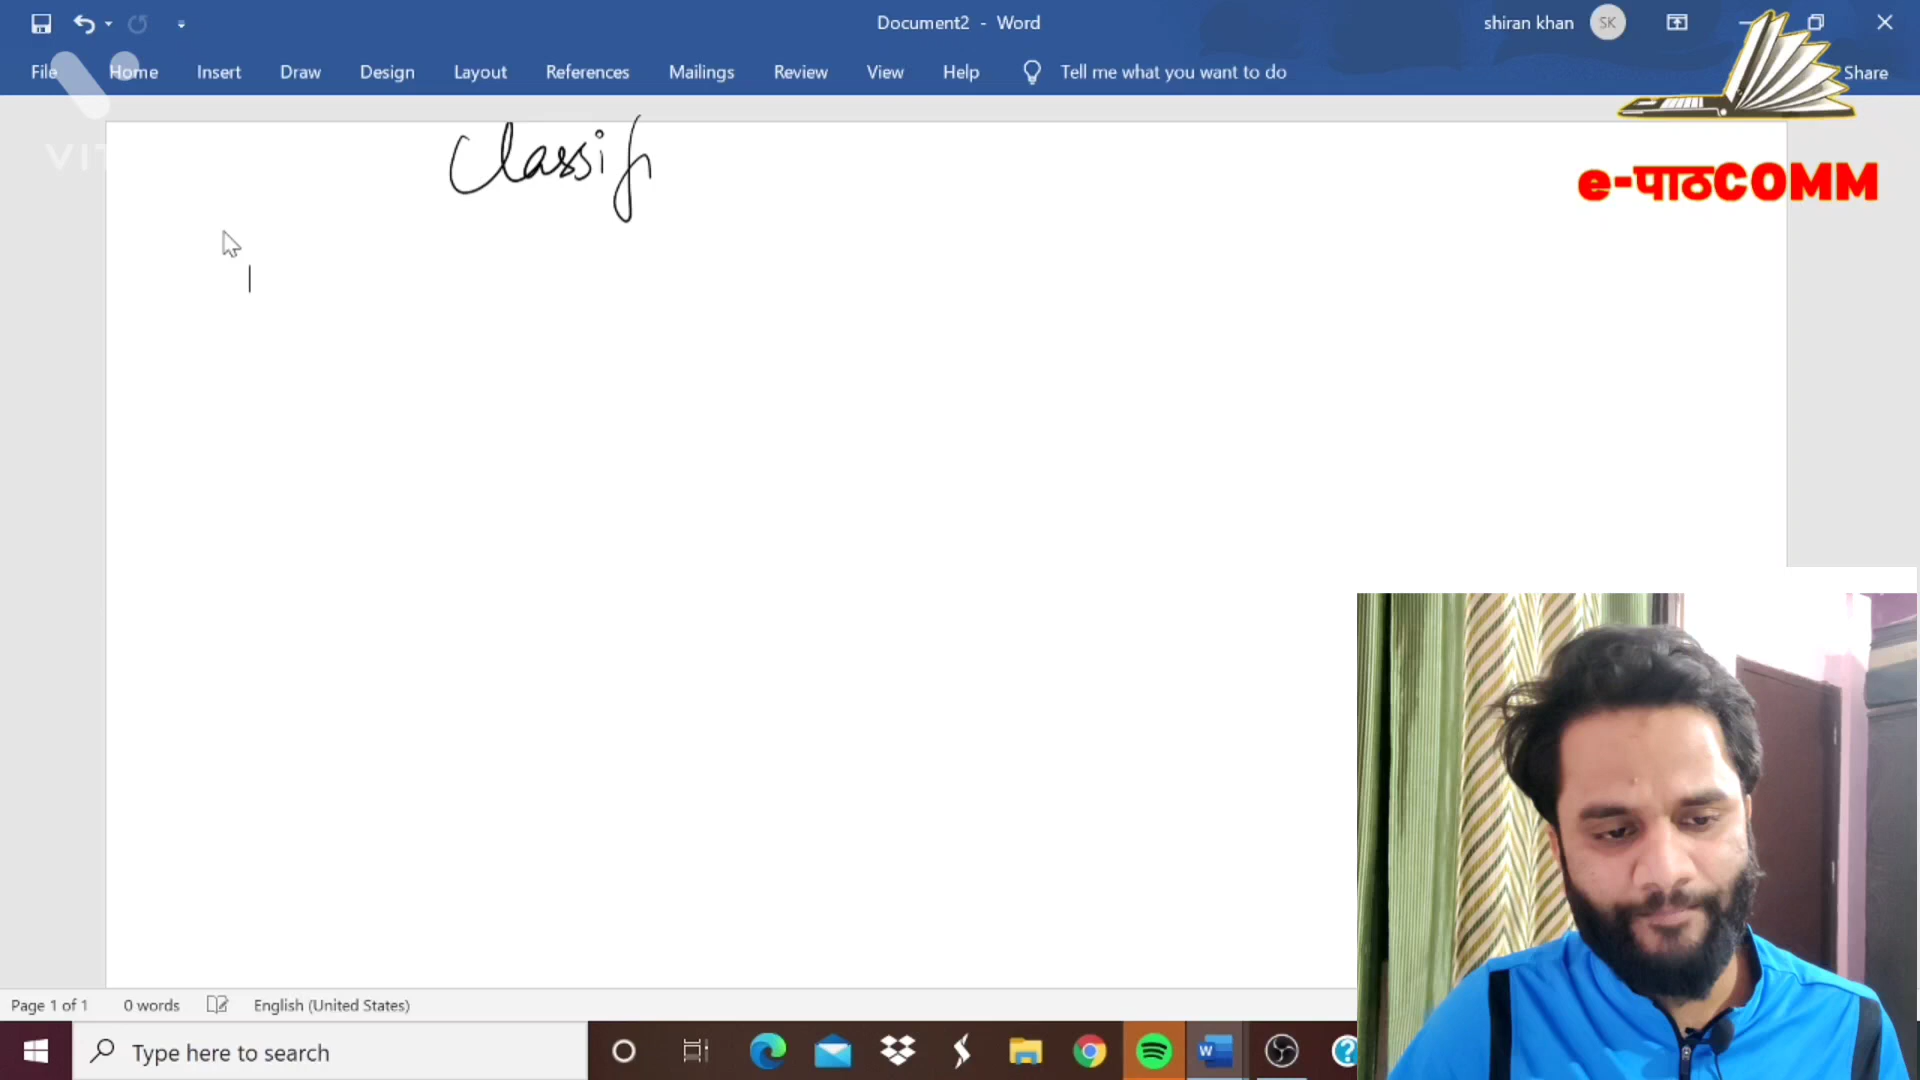 Document2 - Word
shiran khan SK
File Home Insert Draw Design Layout References Mailings Review View Help Tell me what you want to do Share
Classif
VIT
e-पाठCOMM
Page 1 of 1 0 words English (United States)
Type here to search